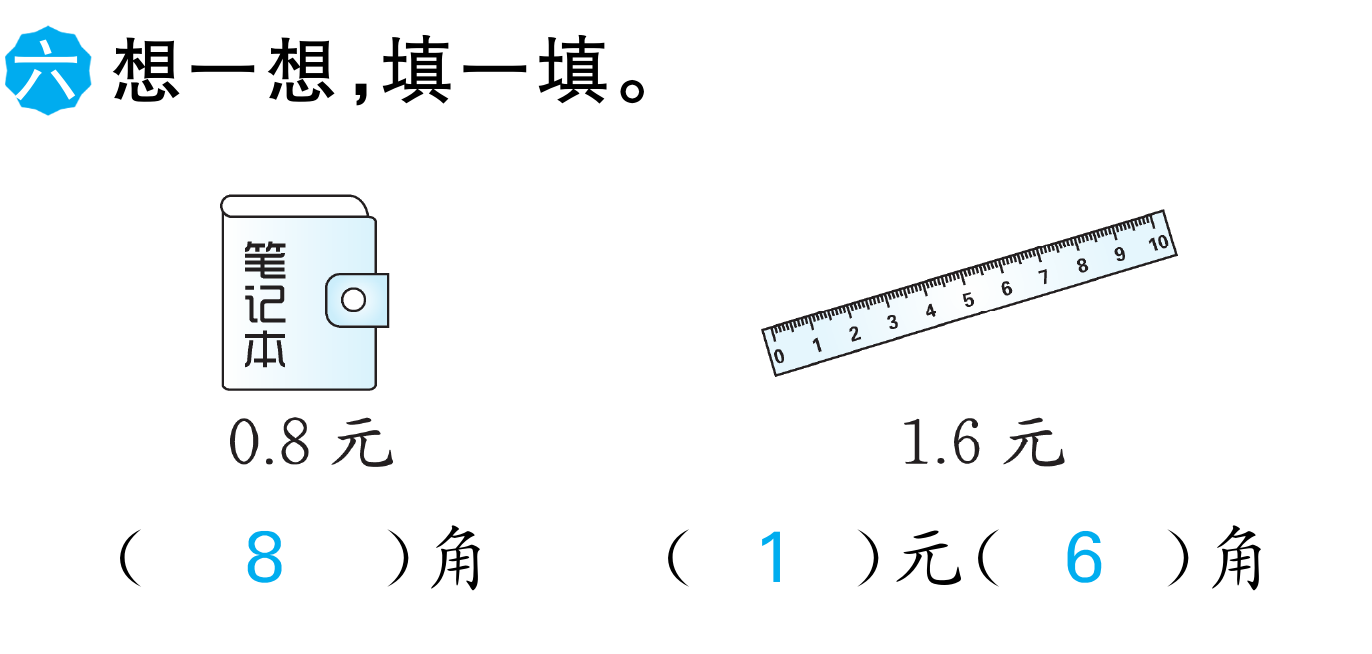 六 想一想,填一填。
笔记本
0 1 2 3 4 5 6 7 8 9 10
0.8 元 1.6 元
( 8 )角 ( 1 )元( 6 )角